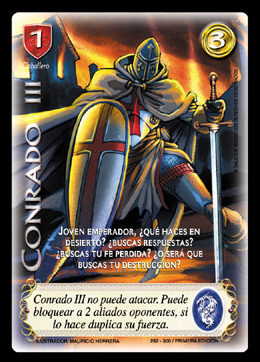 1
3
Caballero
CONRADO III
JOVEN EMPERADOR, ¿QUÉ HACES EN
DESIERTO? ¿BUSCAS RESPUESTAS?
¿BUSCAS TU FE PERDIDA? ¿O SERÁ QUE
BUSCAS TU DESTRUCCIÓN?
Conrado III no puede atacar. Puede
bloquear a 2 aliados oponentes, si
lo hace duplica su fuerza.
ILUSTRADOR: MAURICIO HERRERA
282 - 300 / PRIMERA EDICIÓN